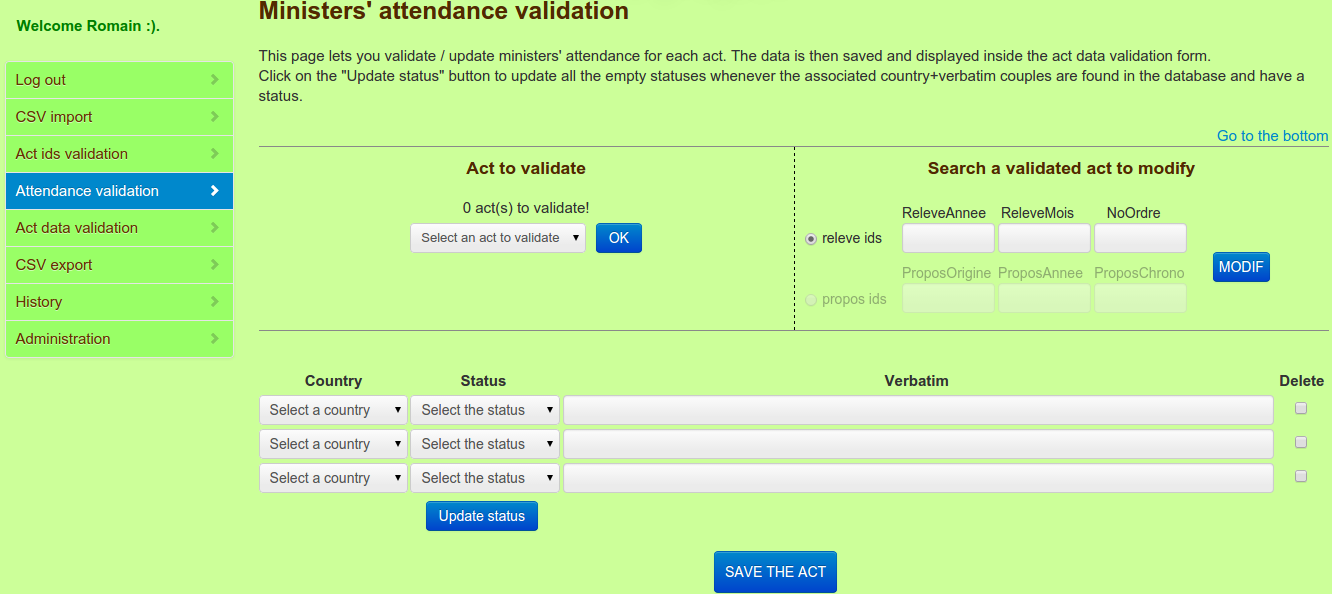 Welcome Romain :).
Log out
CSV import
Act ids validation
Attendance validation
Act data validation
CSV export
History
Administration
Ministers' attendance validation
This page lets you validate / update ministers' attendance for each act. The data is then saved and displayed inside the act data validation form.
Click on the "Update status" button to update all the empty statuses whenever the associated country+verbatim couples are found in the database and have a
status.
Go to the bottom
Act to validate
0 act(s) to validate!
Select an act to validate OK
Search a validated act to modify
ReleveAnnee ReleveMois NoOrdre
releve ids
MODIF
ProposOrigine ProposAnnee ProposChrono
propos ids
Country Status Verbatim Delete
Select a country Select the status
Select a country Select the status
Select a country Select the status
Update status
SAVE THE ACT